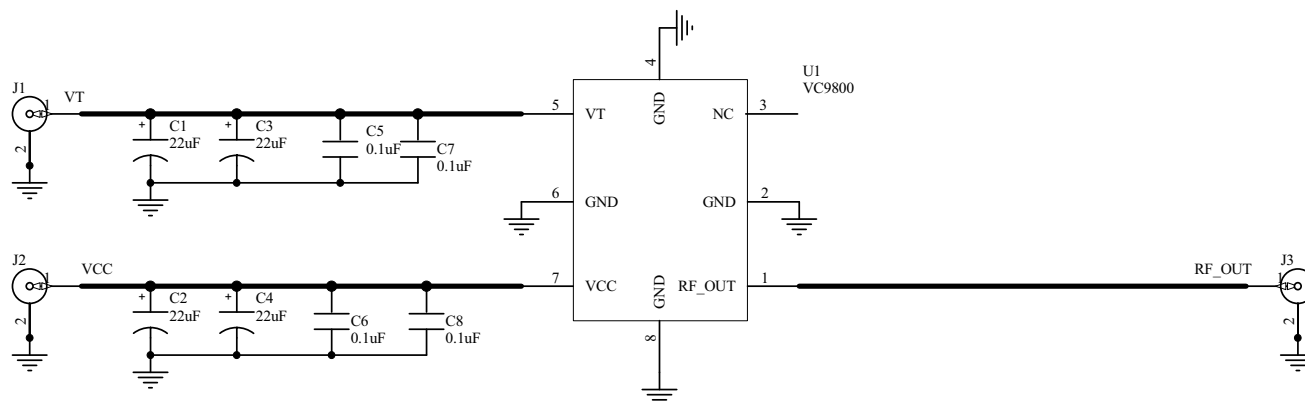 J1
1
VT
2
+
C1
22uF
+
C3
22uF
C5
0.1uF
C7
0.1uF
4
GND
U1
VC9800
5
VT
NC
3
6
GND
GND
2
J2
1
VCC
2
+
C2
22uF
+
C4
22uF
C6
0.1uF
C8
0.1uF
7
VCC
RF_OUT
1
GND
8
RF_OUT
J3
1
2